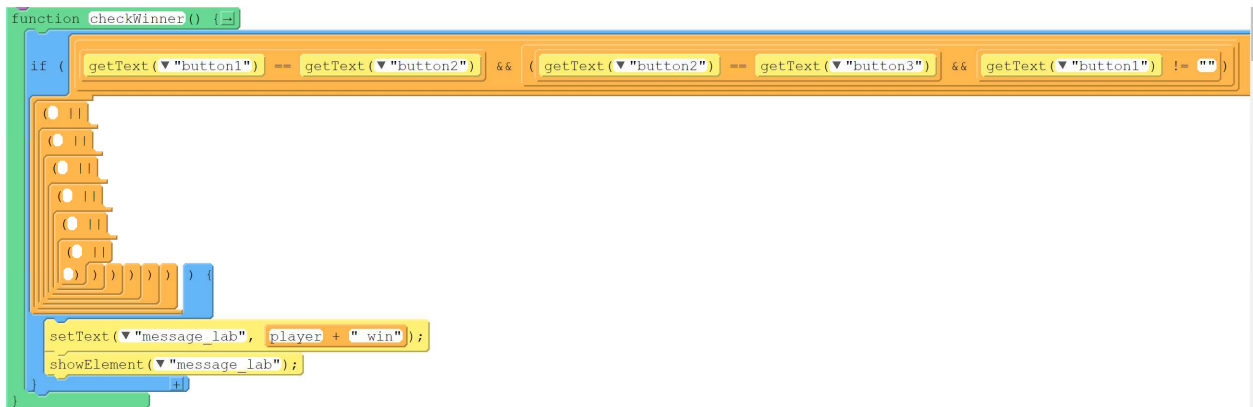 function checkWinner() {
if ( getText(▼"button1") == getText(▼"button2") && ( getText(▼"button2") == getText(▼"button3") && getText(▼"button1") != "" )
( ||
( ||
( ||
( ||
( ||
( ||
) ) ) ) ) ) ) {
setText(▼"message_lab", player + " win");
showElement(▼"message_lab");
} +
}